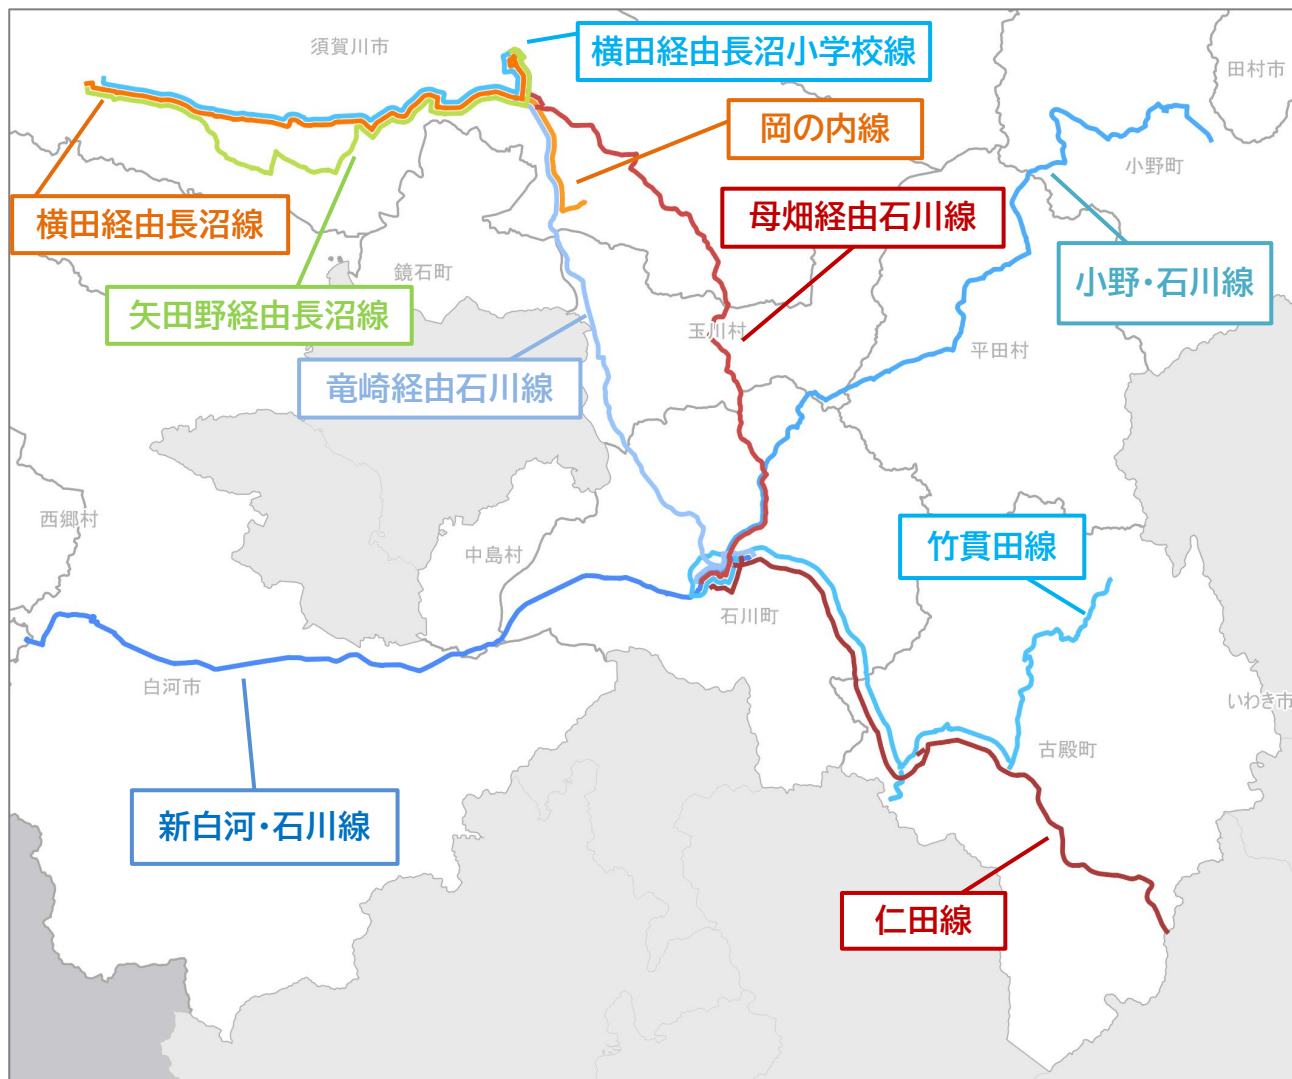 須賀川市
横田経由長沼小学校線
田村市
岡の内線
小野町
横田経由長沼線
母畑経由石川線
鏡石町
小野・石川線
矢田野経由長沼線
玉川村
平田村
竜崎経由石川線
西郷村
中島村
竹貫田線
石川町
白河市
いわき市
古殿町
新白河・石川線
仁田線